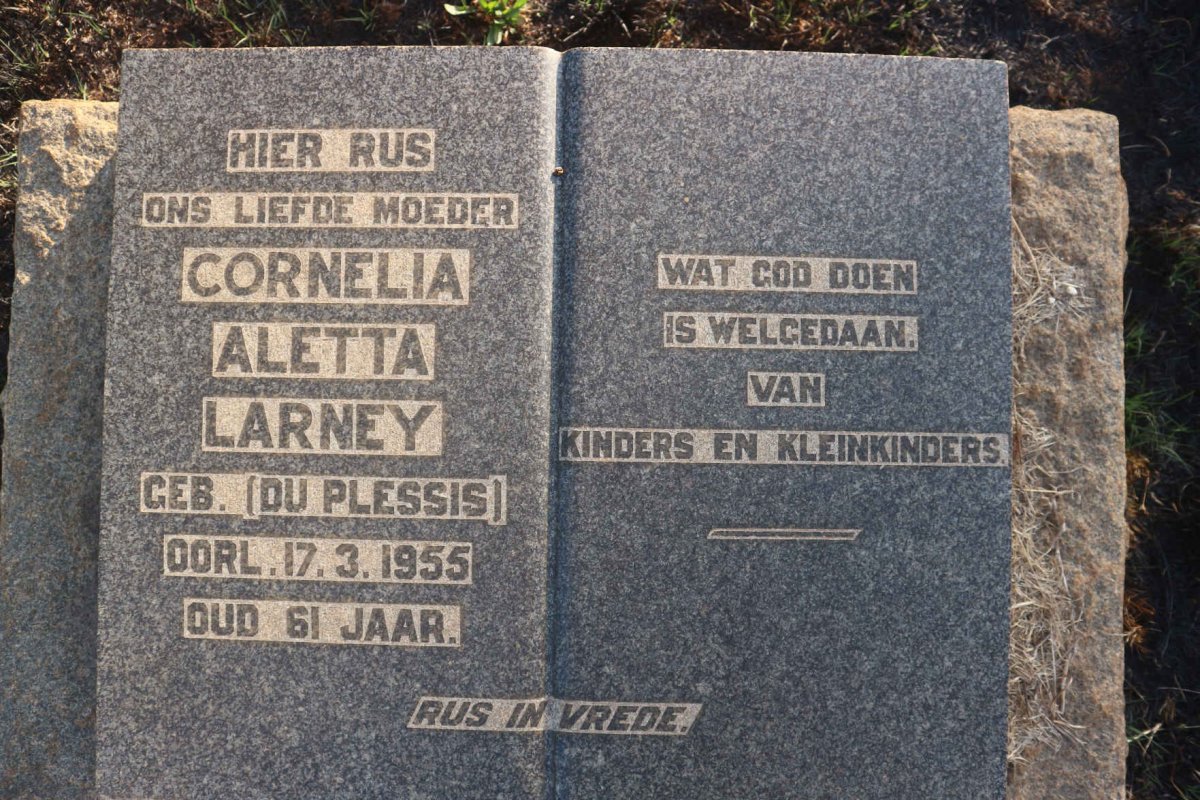 HIER RUS
ONS LIEFDE MOEDER
CORNELIA
ALETTA
LARNEY
GEB. (DU PLESSIS)
OORL. 17. 3. 1955
OUD 61 JAAR.
WAT GOD DOEN
IS WELGEDAAN.
VAN
KINDERS EN KLEINKINDERS.
RUS IN VREDE.